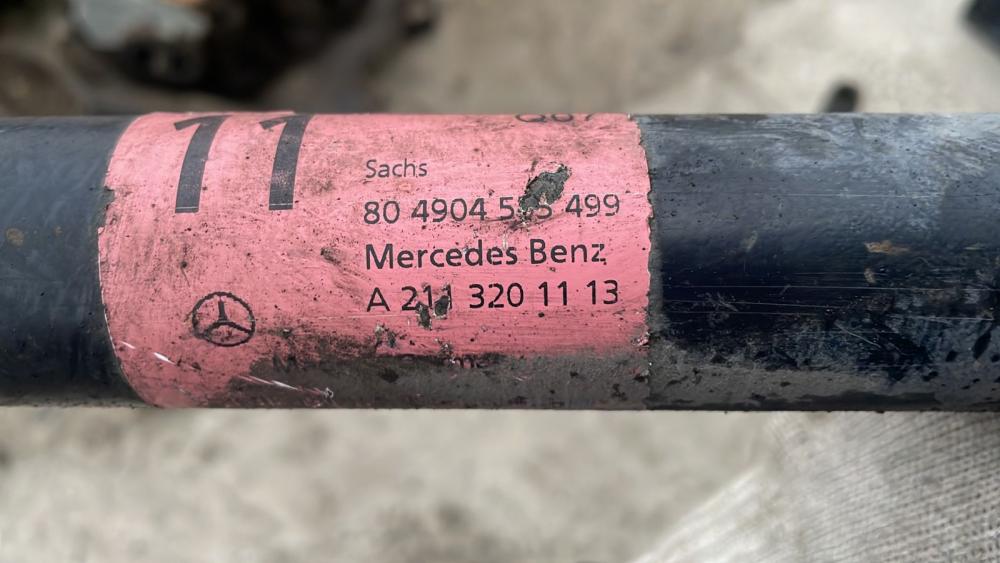 11
Sachs
80 4904 499
Mercedes Benz
A 211 320 11 13